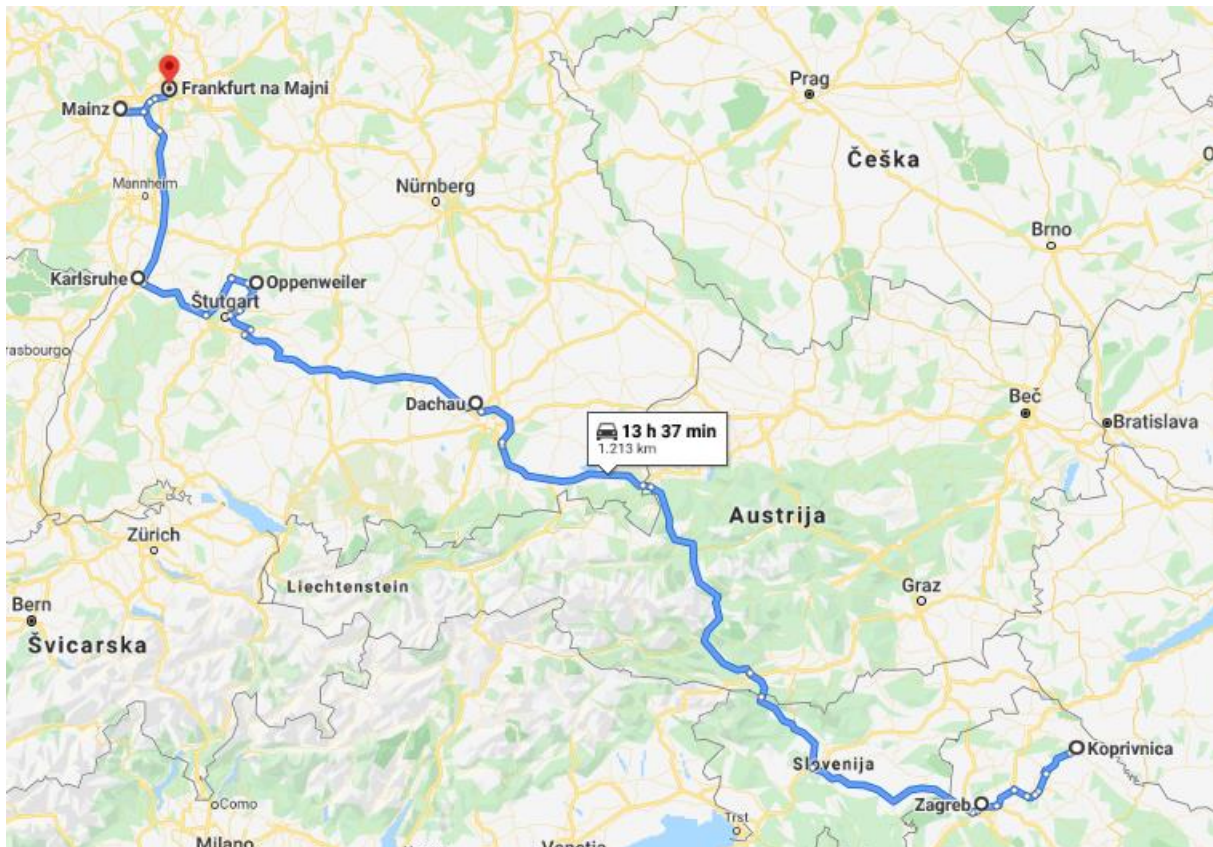 Prag
Frankfurt na Majni
Mainz
Češka
Mannheim
Nürnberg
Brno
Karlsruhe
Oppenweiler
Štutgart
rasbourg
Dachau
Beč
Bratislava
13 h 37 min
1.213 km
Austrija
Zürich
Liechtenstein
Graz
Bern
Švicarska
Koprivnica
Slovenija
Zagreb
Como
Trst
Milano
Venetia